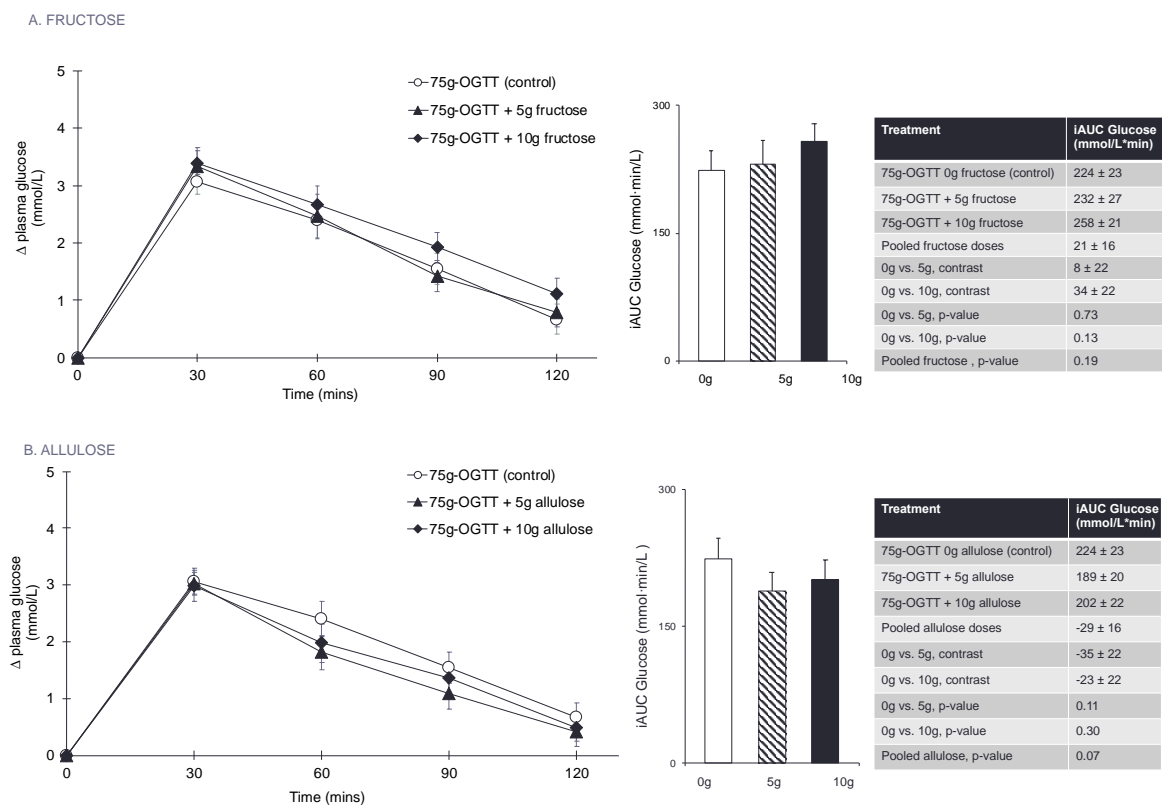 A. FRUCTOSE
5
4
3
2
1
0
Δ plasma glucose
(mmol/L)
75g-OGTT (control)
75g-OGTT + 5g fructose
75g-OGTT + 10g fructose
0 30 60 90 120
Time (mins)
300
150
0
iAUC Glucose (mmol·min/L)
0g 5g 10g
Treatment iAUC Glucose
(mmol/L*min)
75g-OGTT 0g fructose (control) 224 ± 23
75g-OGTT + 5g fructose 232 ± 27
75g-OGTT + 10g fructose 258 ± 21
Pooled fructose doses 21 ± 16
0g vs. 5g, contrast 8 ± 22
0g vs. 10g, contrast 34 ± 22
0g vs. 5g, p-value 0.73
0g vs. 10g, p-value 0.13
Pooled fructose , p-value 0.19
B. ALLULOSE
5
4
3
2
1
0
Δ plasma glucose
(mmol/L)
75g-OGTT (control)
75g-OGTT + 5g allulose
75g-OGTT + 10g allulose
0 30 60 90 120
Time (mins)
300
150
0
iAUC Glucose (mmol·min/L )
0g 5g 10g
Treatment iAUC Glucose
(mmol/L*min)
75g-OGTT 0g allulose (control) 224 ± 23
75g-OGTT + 5g allulose 189 ± 20
75g-OGTT + 10g allulose 202 ± 22
Pooled allulose doses -29 ± 16
0g vs. 5g, contrast -35 ± 22
0g vs. 10g, contrast -23 ± 22
0g vs. 5g, p-value 0.11
0g vs. 10g, p-value 0.30
Pooled allulose, p-value 0.07